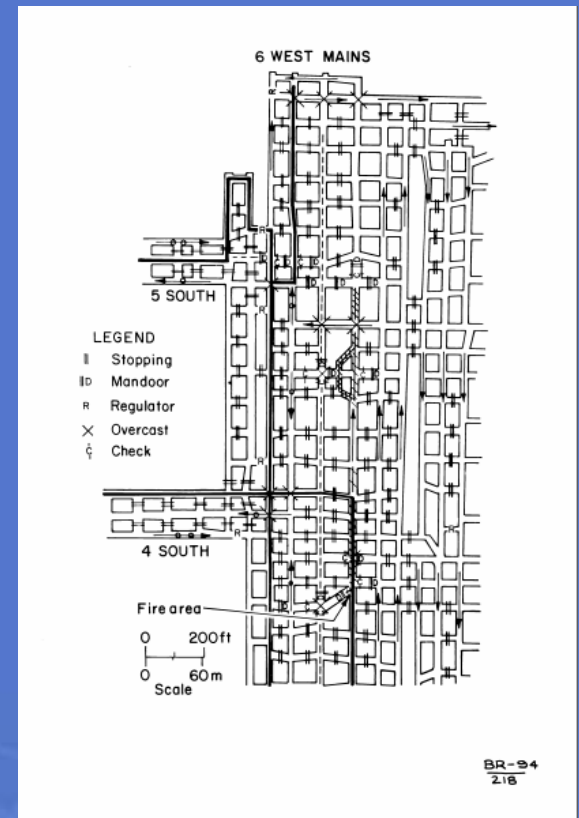 6 WEST MAINS
5 SOUTH
LEGEND
Stopping
D Mandoor
R Regulator
Overcast
C Check
4 SOUTH
Fire area
0 200ft
0 60m
Scale
BR-94
218